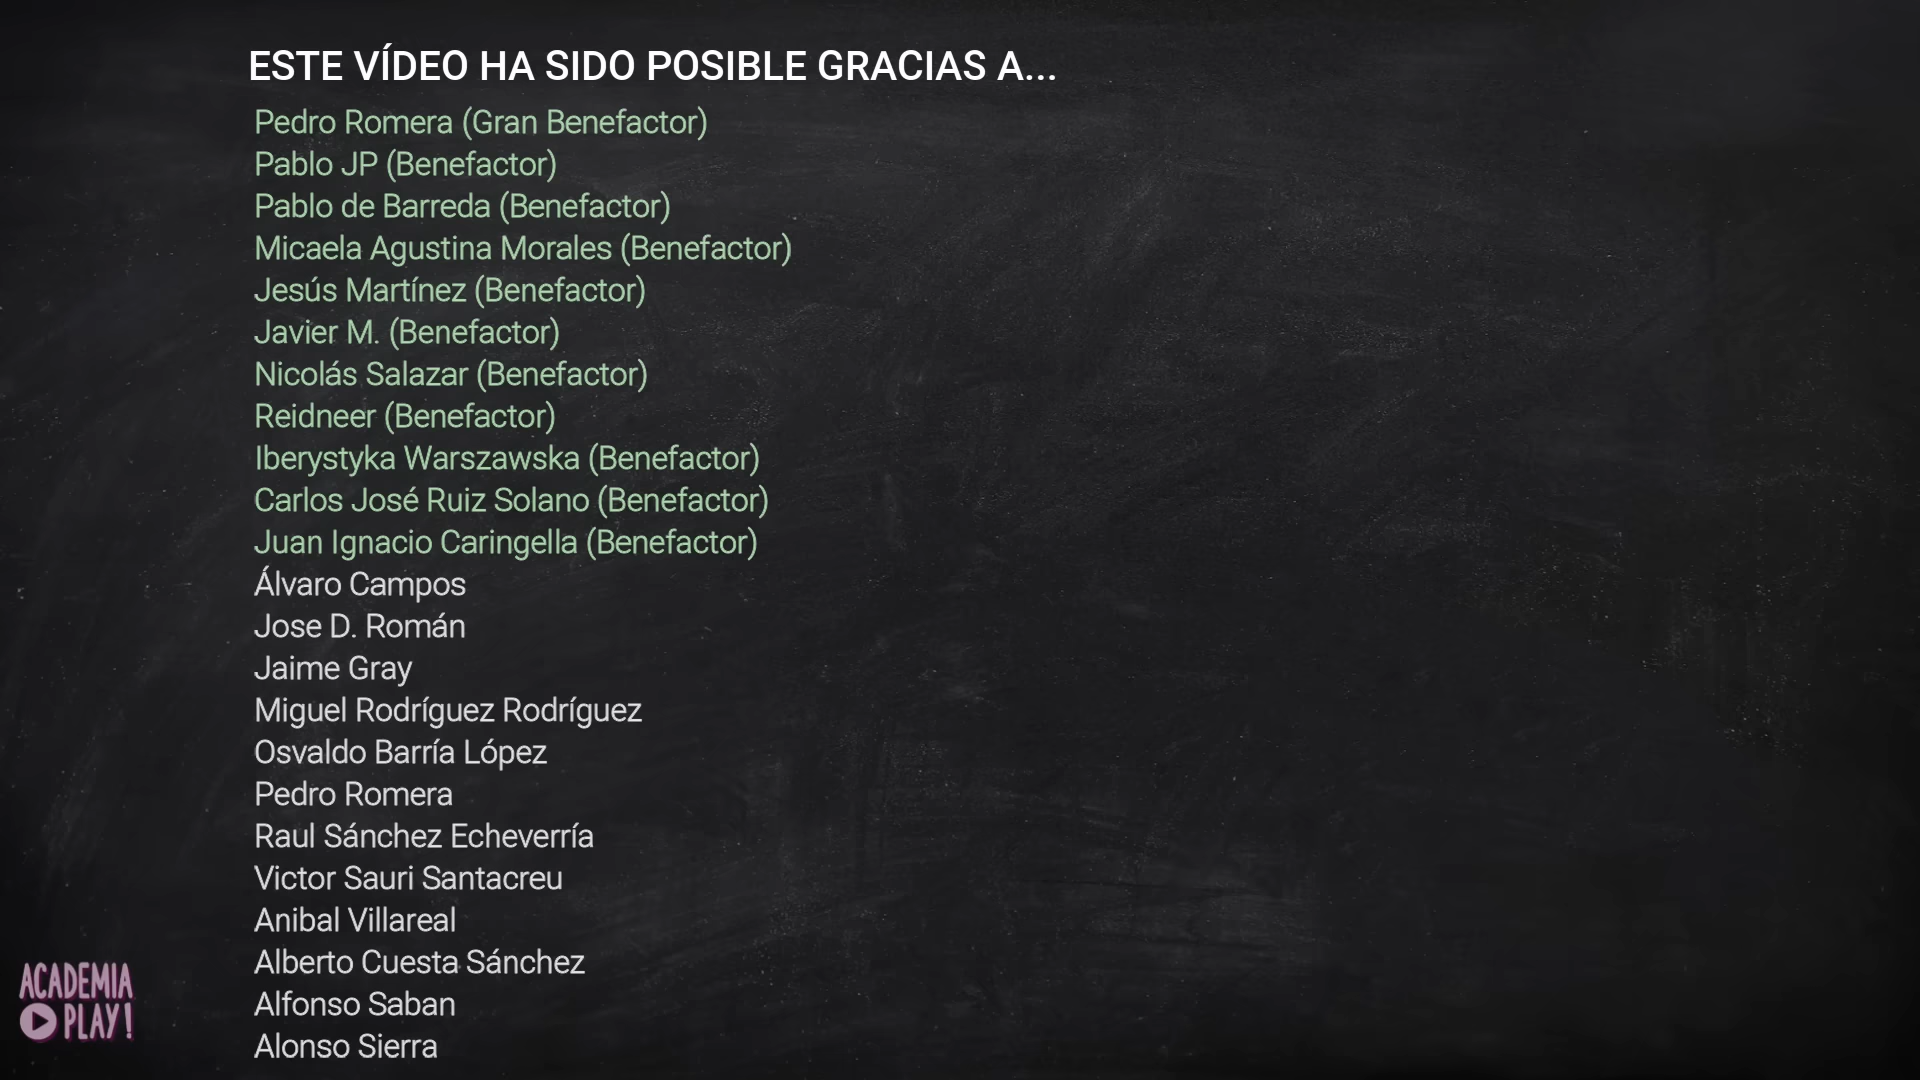 ESTE VÍDEO HA SIDO POSIBLE GRACIAS A...
Pedro Romera (Gran Benefactor)
Pablo JP (Benefactor)
Pablo de Barreda (Benefactor)
Micaela Agustina Morales (Benefactor)
Jesús Martínez (Benefactor)
Javier M. (Benefactor)
Nicolás Salazar (Benefactor)
Reidneer (Benefactor)
Iberystyka Warszawska (Benefactor)
Carlos José Ruiz Solano (Benefactor)
Juan Ignacio Caringella (Benefactor)
Álvaro Campos
Jose D. Román
Jaime Gray
Miguel Rodríguez Rodríguez
Osvaldo Barría López
Pedro Romera
Raul Sánchez Echeverría
Victor Sauri Santacreu
Anibal Villareal
Alberto Cuesta Sánchez
Alfonso Saban
Alonso Sierra
ACADEMIA
PLAY!